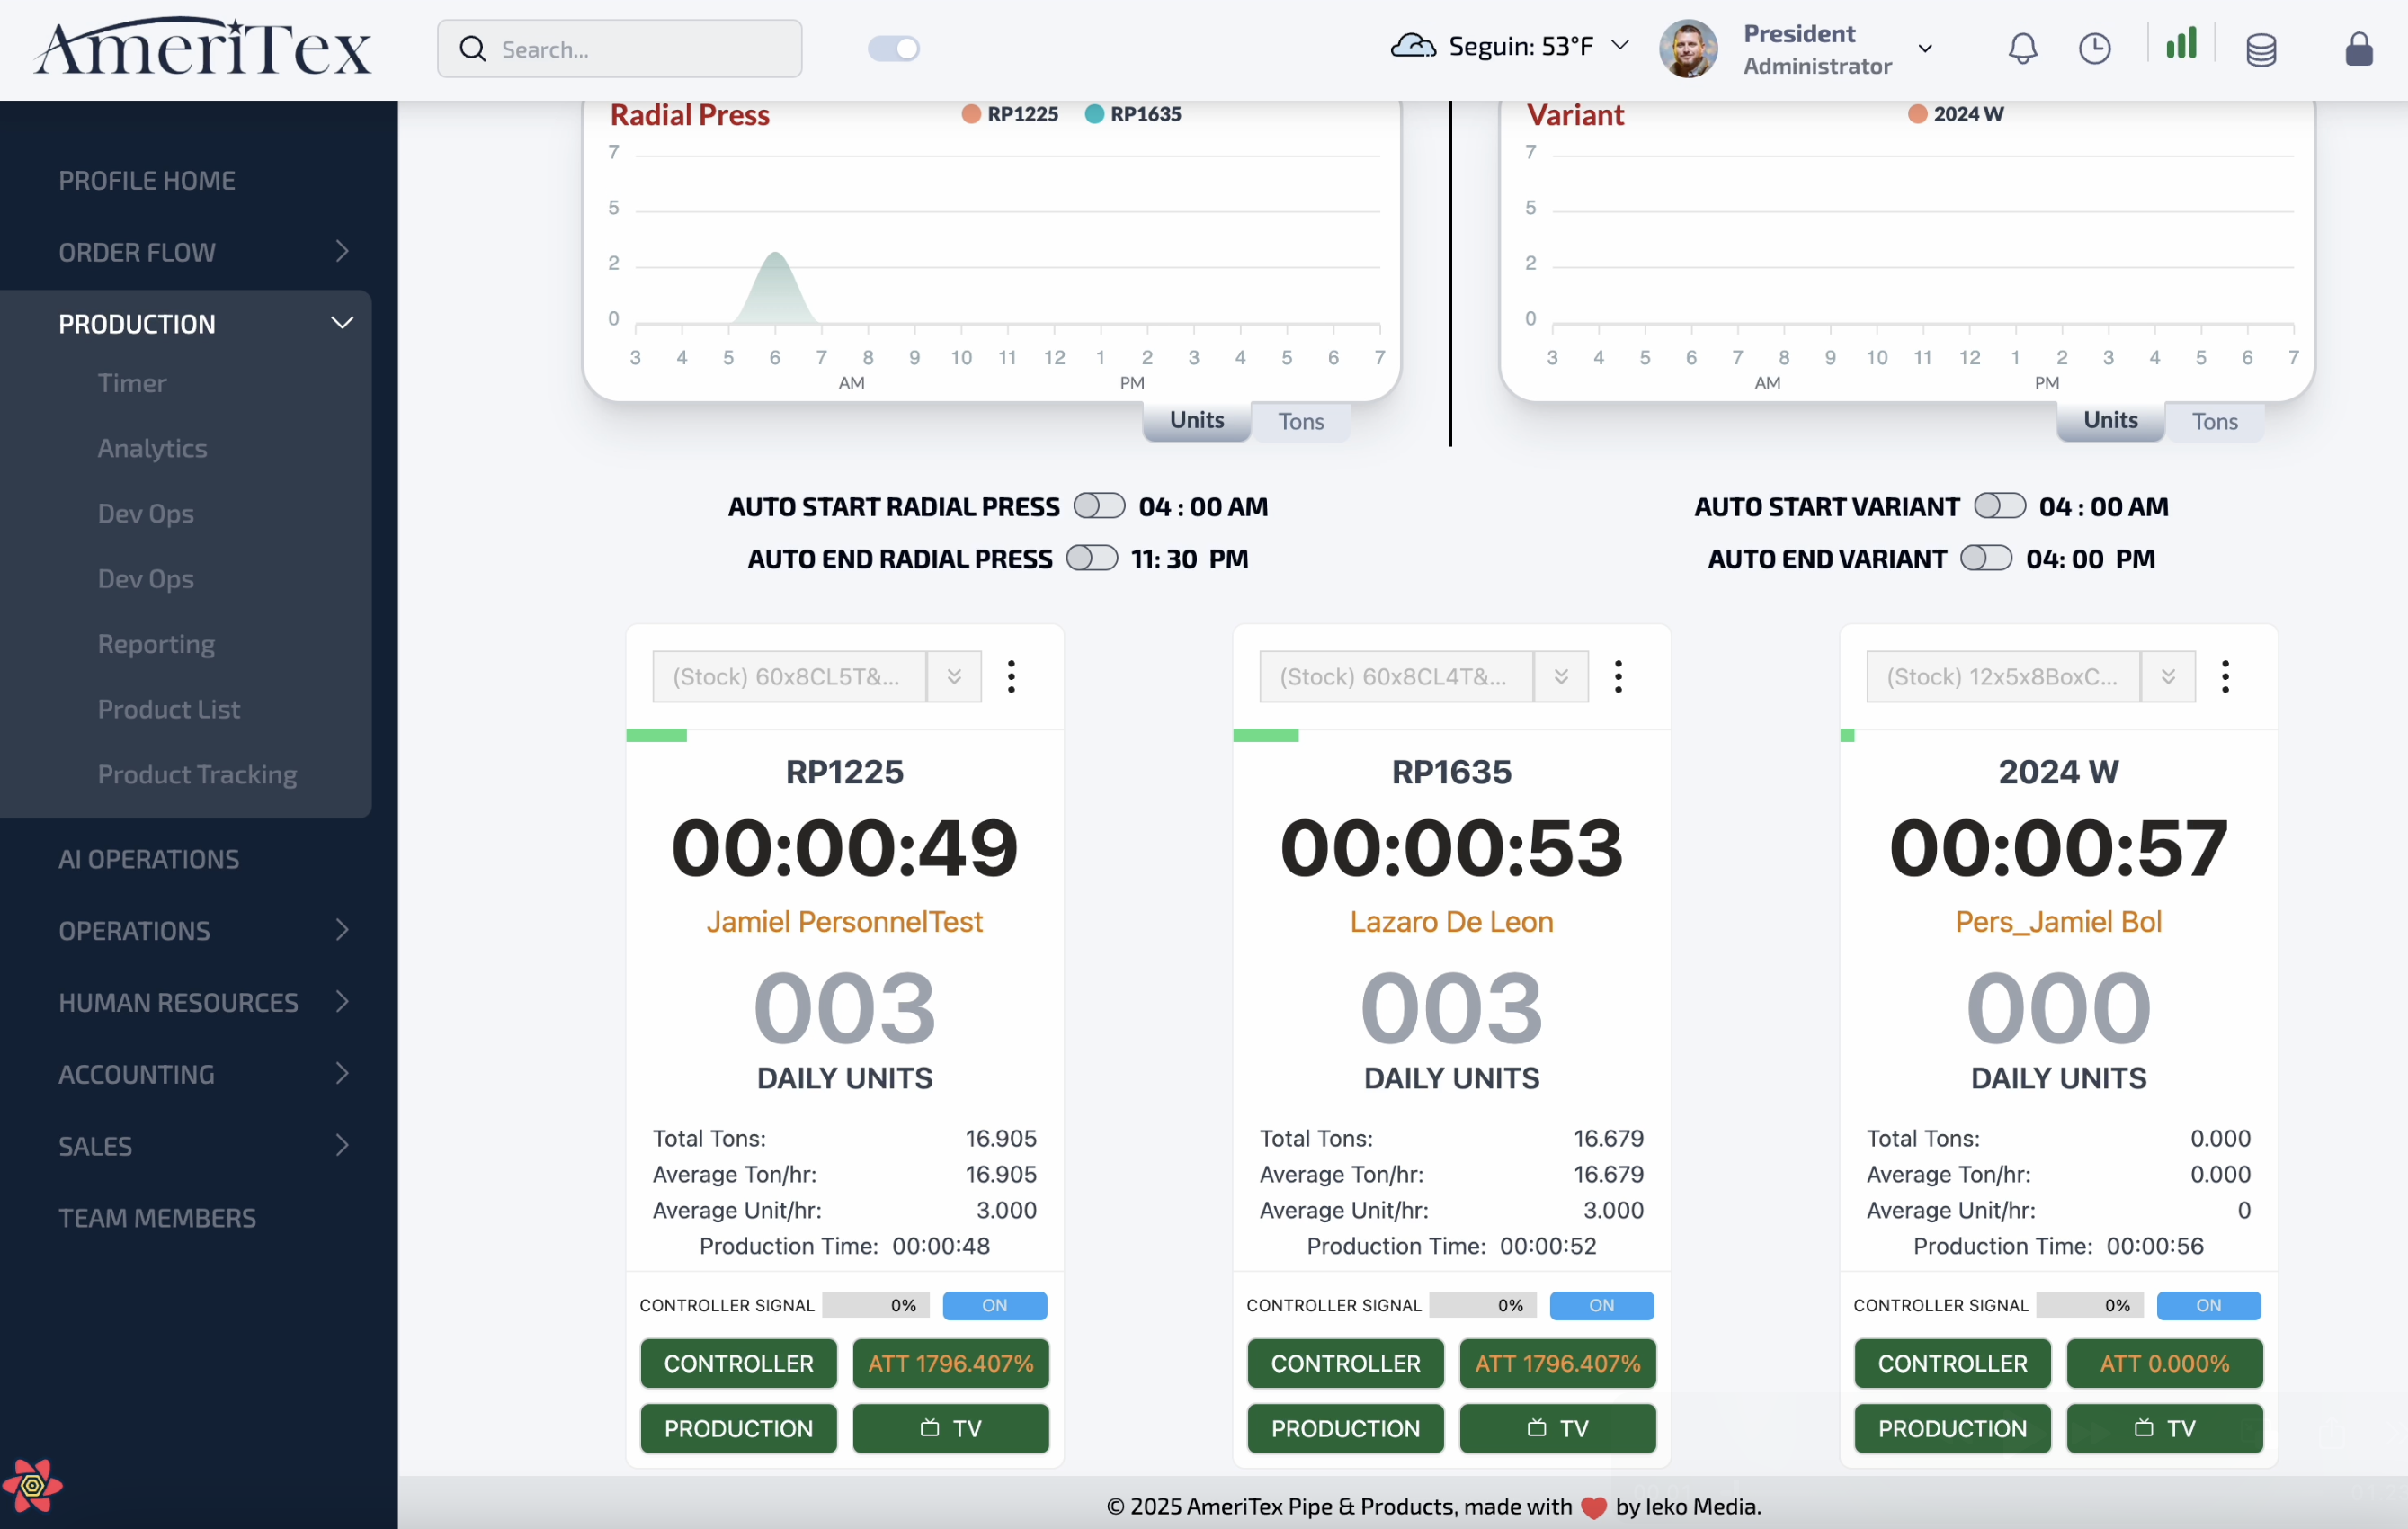 AmeriTex
Search...
Seguin: 53°F
President
Administrator
PROFILE HOME
ORDER FLOW
PRODUCTION
Timer
Analytics
Dev Ops
Dev Ops
Reporting
Product List
Product Tracking
AI OPERATIONS
OPERATIONS
HUMAN RESOURCES
ACCOUNTING
SALES
TEAM MEMBERS
Radial Press
RP1225 RP1635
7
5
2
0
3 4 5 6 7 8 9 10 11 12 1 2 3 4 5 6 7
AM PM
Units Tons
Variant
2024 W
7
5
2
0
3 4 5 6 7 8 9 10 11 12 1 2 3 4 5 6 7
AM PM
Units Tons
AUTO START RADIAL PRESS 04 : 00 AM
AUTO END RADIAL PRESS 11: 30 PM
AUTO START VARIANT 04 : 00 AM
AUTO END VARIANT 04: 00 PM
(Stock) 60x8CL5T&...
RP1225
00:00:49
Jamiel PersonnelTest
003
DAILY UNITS
Total Tons: 16.905
Average Ton/hr: 16.905
Average Unit/hr: 3.000
Production Time: 00:00:48
CONTROLLER SIGNAL 0% ON
CONTROLLER ATT 1796.407%
PRODUCTION TV
(Stock) 60x8CL4T&...
RP1635
00:00:53
Lazaro De Leon
003
DAILY UNITS
Total Tons: 16.679
Average Ton/hr: 16.679
Average Unit/hr: 3.000
Production Time: 00:00:52
CONTROLLER SIGNAL 0% ON
CONTROLLER ATT 1796.407%
PRODUCTION TV
(Stock) 12x5x8BoxC...
2024 W
00:00:57
Pers_Jamiel Bol
000
DAILY UNITS
Total Tons: 0.000
Average Ton/hr: 0.000
Average Unit/hr: 0
Production Time: 00:00:56
CONTROLLER SIGNAL 0% ON
CONTROLLER ATT 0.000%
PRODUCTION TV
© 2025 AmeriTex Pipe & Products, made with ❤ by leko Media.